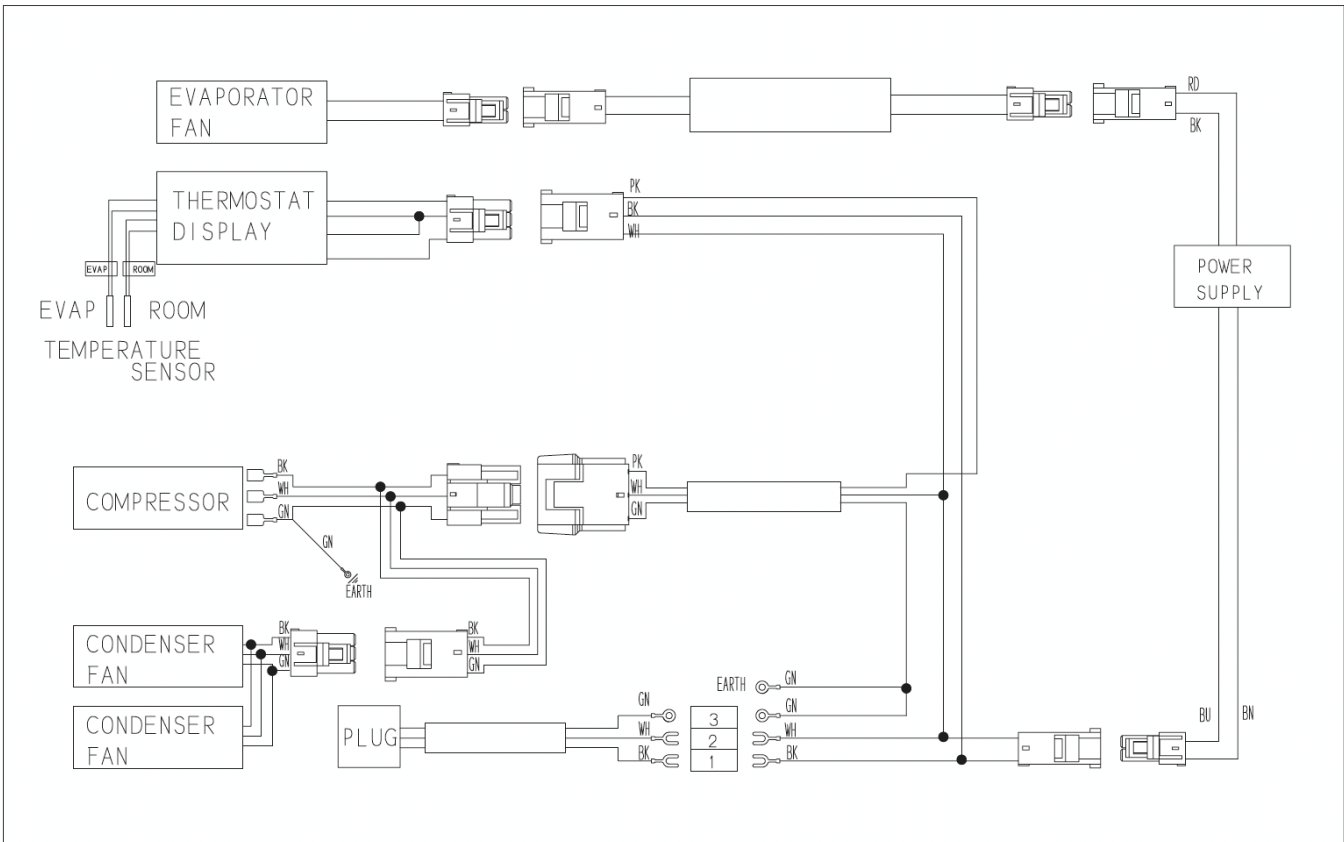 EVAPORATOR
FAN
RD
BK
THERMOSTAT
DISPLAY
PK
BK
WH
EVAP
ROOM
EVAP
ROOM
TEMPERATURE
SENSOR
POWER
SUPPLY
COMPRESSOR
BK
WH
GN
GN
EARTH
PK
WH
GN
CONDENSER
FAN
BK
WH
GN
BK
WH
GN
CONDENSER
FAN
PLUG
GN
WH
BK
3
2
1
EARTH
GN
GN
WH
BK
BU
BN